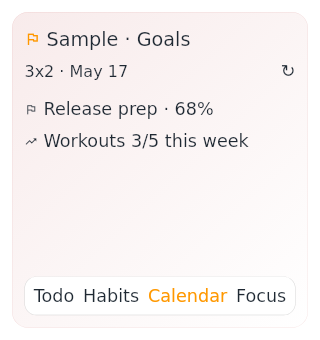 Sample · Goals
3x2 · May 17 ↻
Release prep · 68%
Workouts 3/5 this week
Todo Habits Calendar Focus